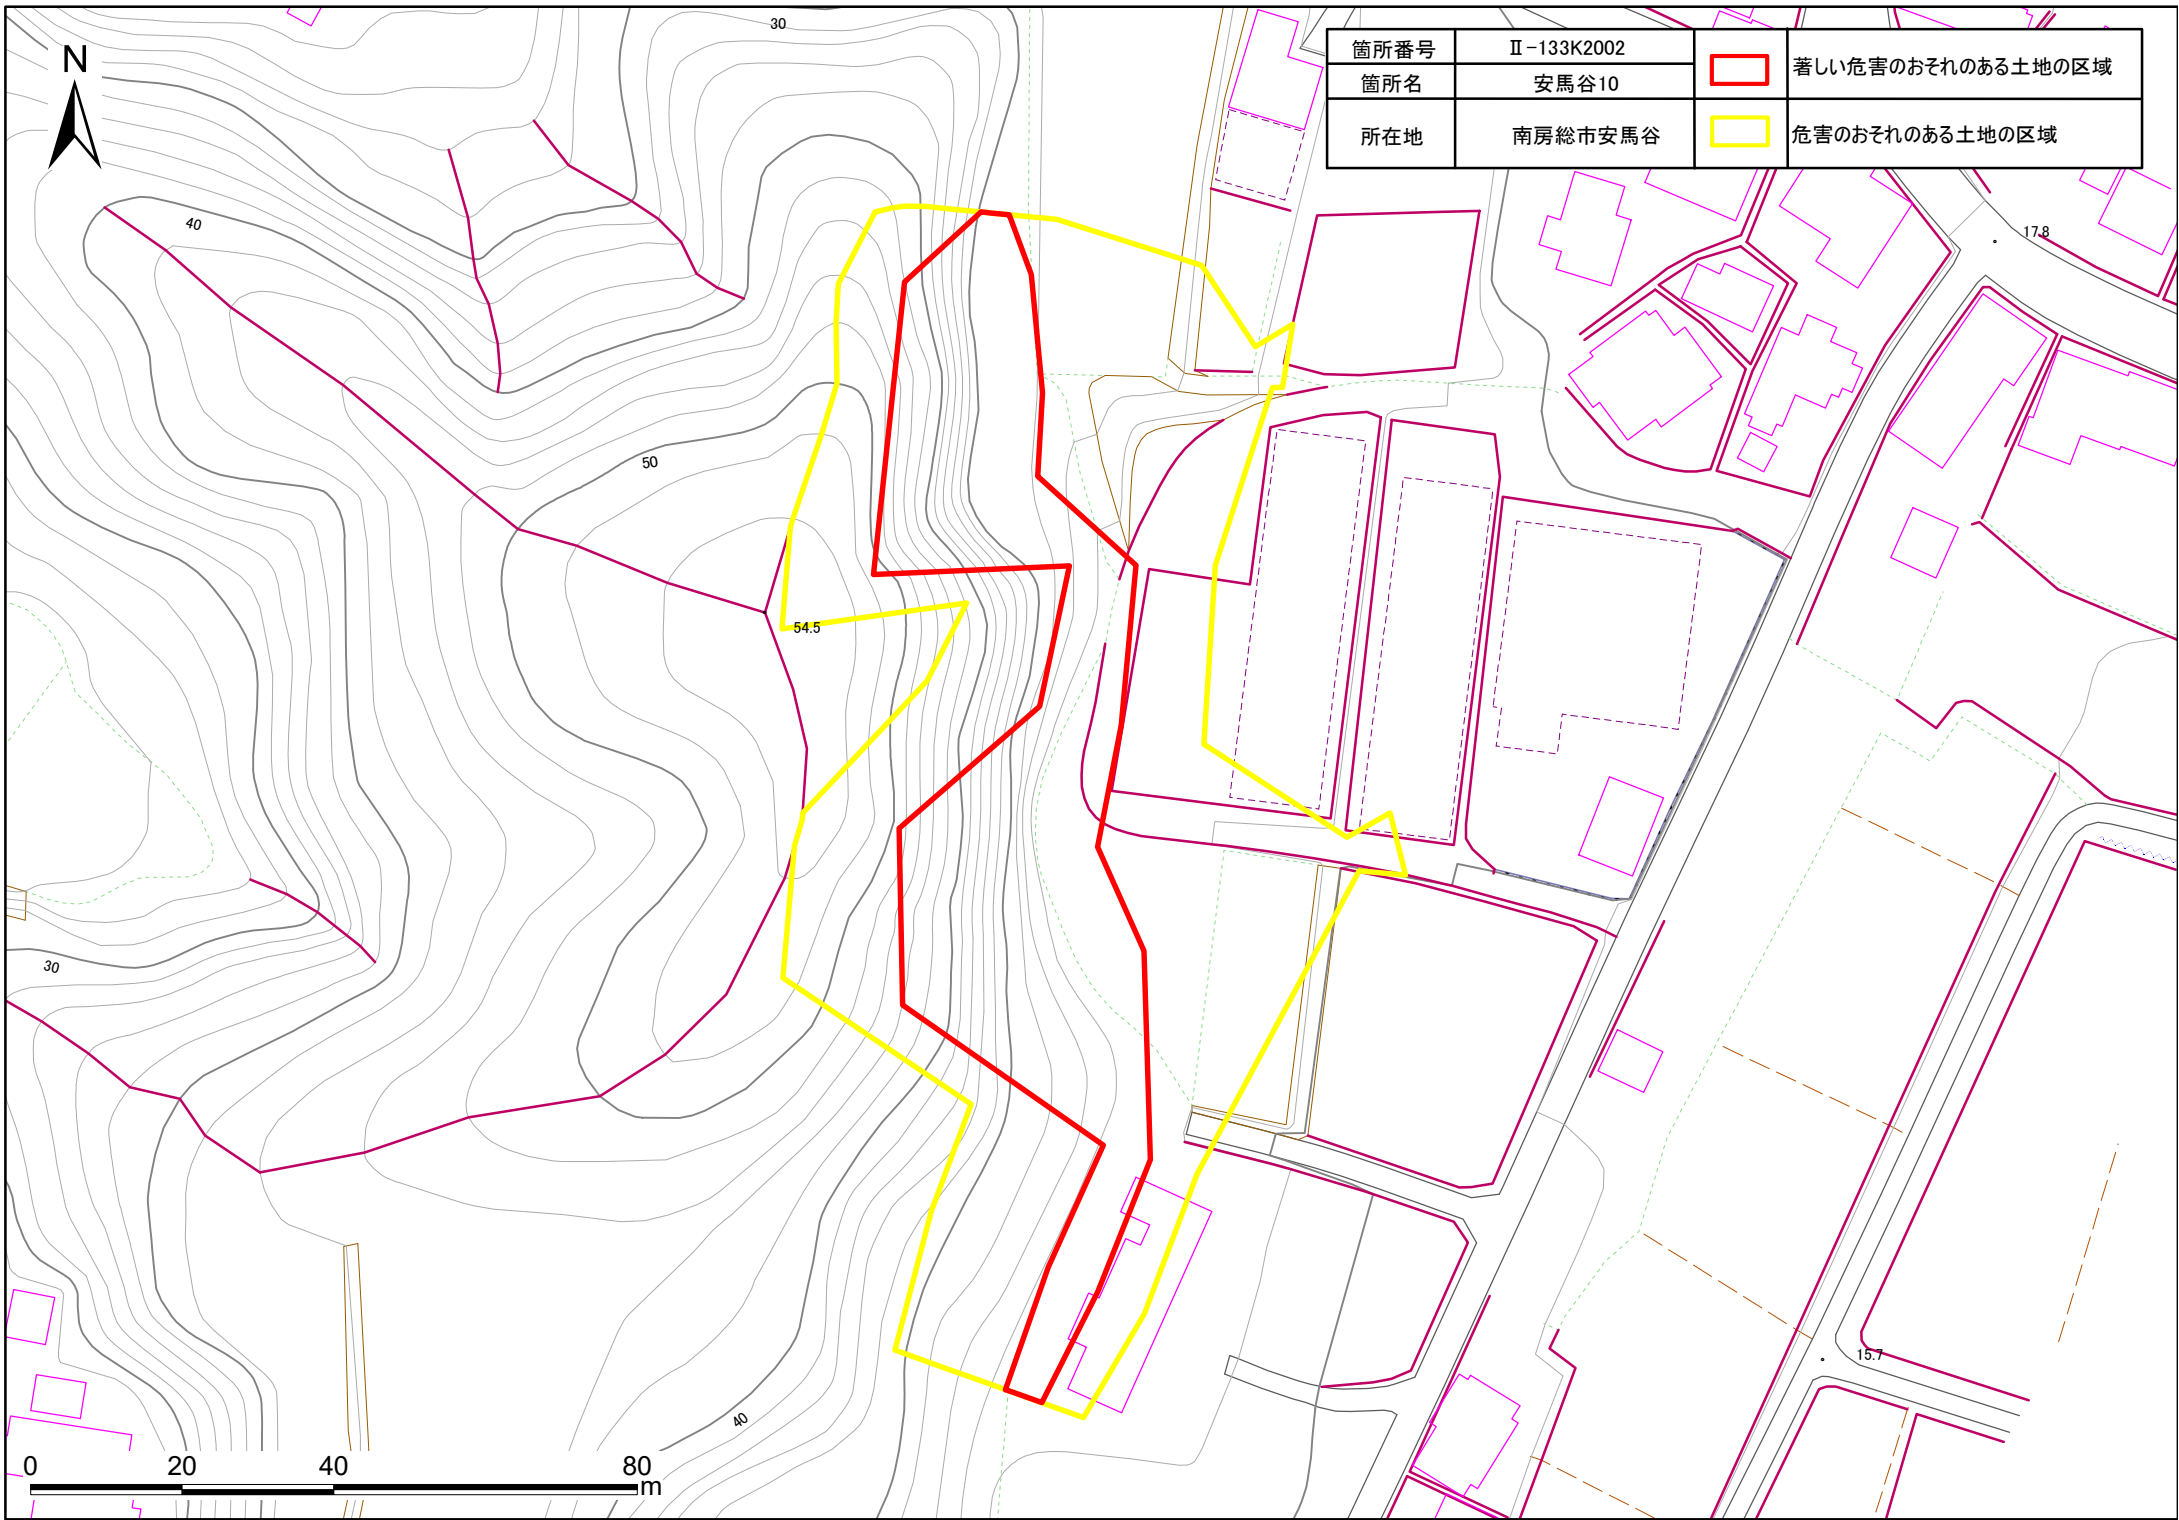 箇所番号 Ⅱ-133K2002 著しい危害のおそれのある土地の区域
箇所名 安馬谷10
所在地 南房総市安馬谷 危害のおそれのある土地の区域
N
30
40
17.8
50
54.5
30
15.7
40
0 20 40 80
m